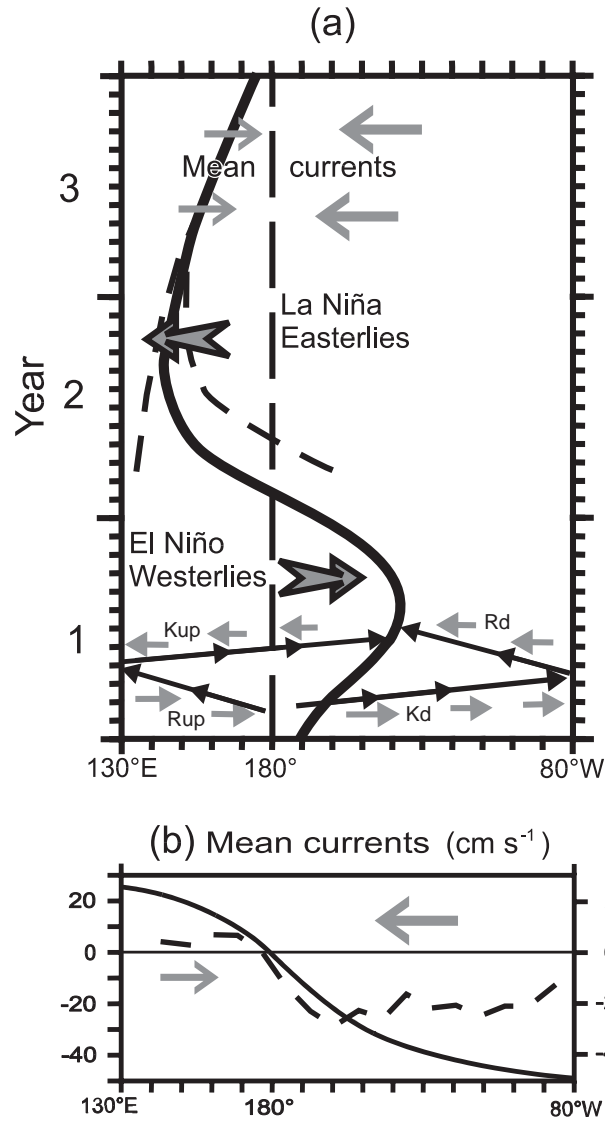 (a)
3
Mean currents
La Niña
Easterlies
Year
2
El Niño
Westerlies
1
Kup
Rd
Rup
Kd
130°E
180°
80°W
(b) Mean currents (cm s⁻¹)
20
0
-20
-40
130°E
180°
80°W